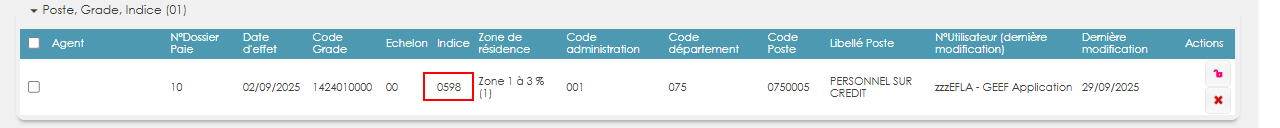 Poste, Grade, Indice (01)
Agent N°Dossier Paie Date d'effet Code Grade Echelon Indice Zone de résidence Code administration Code département Code Poste Libellé Poste N°Utilisateur (dernière modification) Dernière modification Actions
10 02/09/2025 1424010000 00 0598 Zone 1 à 3 % (1) 001 075 0750005 PERSONNEL SUR CREDIT zzzEFLA - GEEF Application 29/09/2025